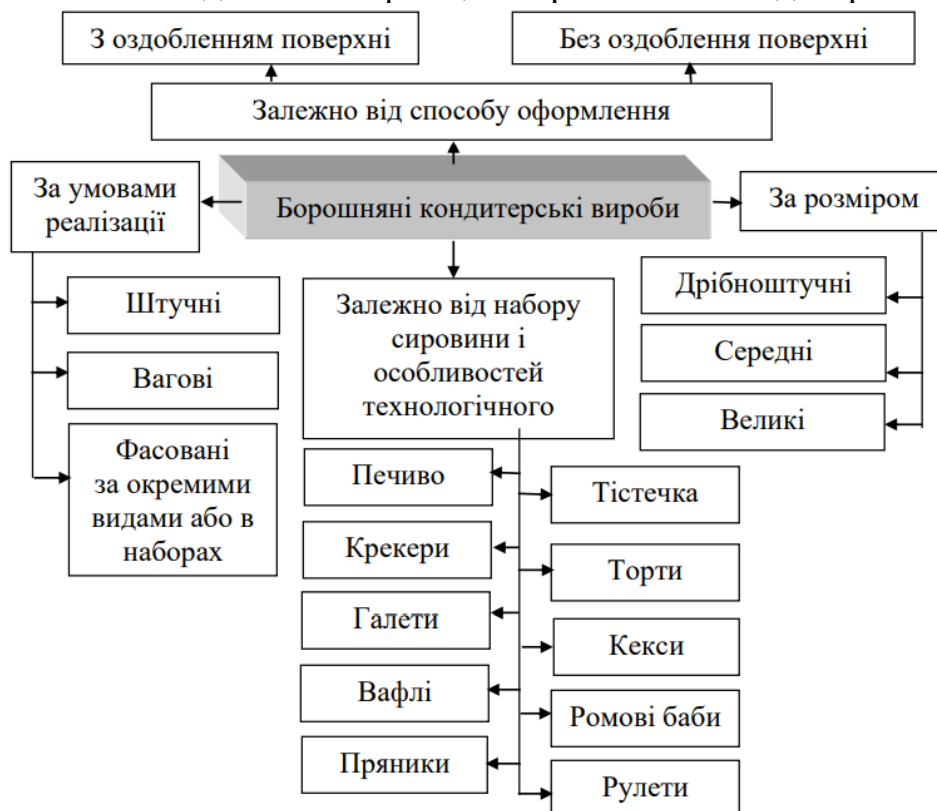 З оздобленням поверхні
Без оздоблення поверхні
Залежно від способу оформлення
За умовами
реалізації
Борошняні кондитерські вироби
За розміром
Штучні
Вагові
Фасовані
за окремими
видами або в
наборах
Залежно від набору
сировини і
особливостей
технологічного
Дрібноштучні
Середні
Великі
Печиво
Тістечка
Крекери
Торти
Галети
Кекси
Вафлі
Ромові баби
Пряники
Рулети